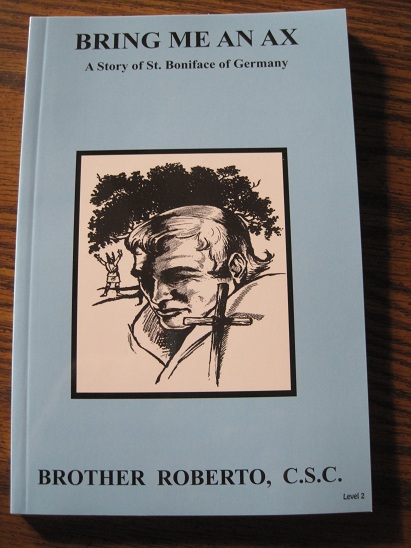 BRING ME AN AX
A Story of St. Boniface of Germany
BROTHER ROBERTO, C.S.C.
Level 2